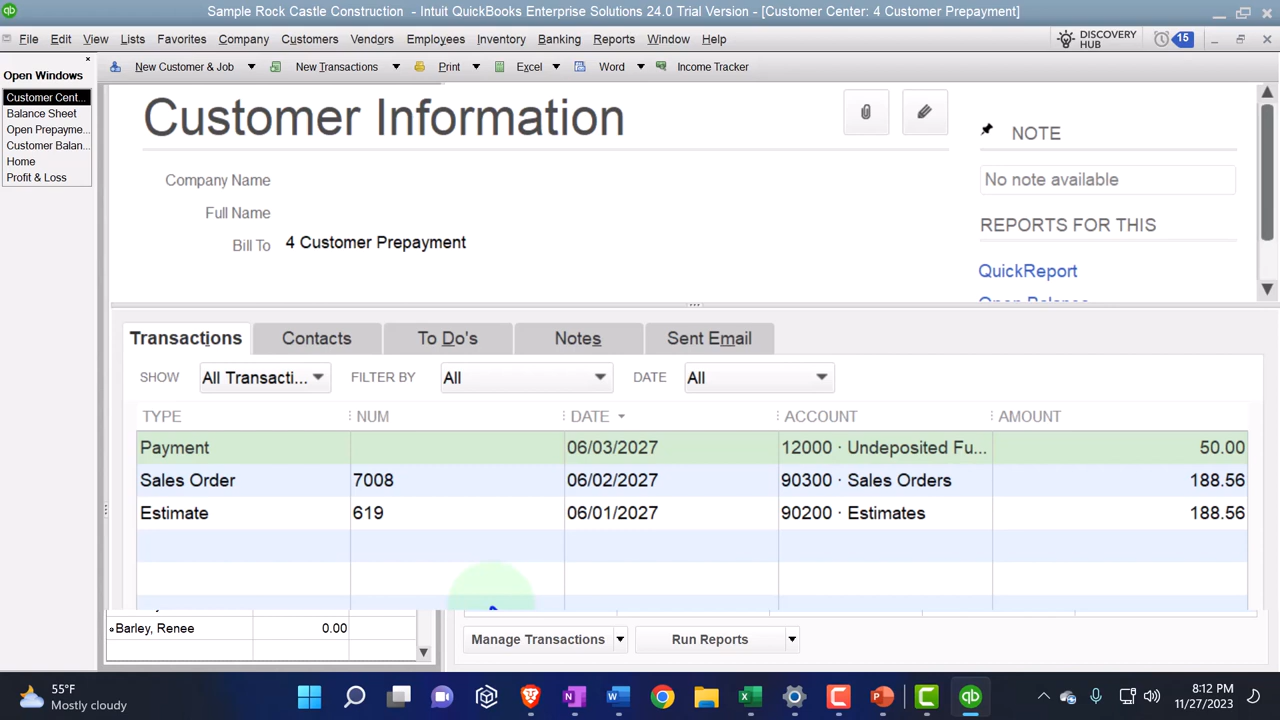 Sample Rock Castle Construction - Intuit QuickBooks Enterprise Solutions 24.0 Trial Version - [Customer Center: 4 Customer Prepayment]
File Edit View Lists Favorites Company Customers Vendors Employees Inventory Banking Reports Window Help DISCOVERY HUB 15
Open Windows
Customer Cent...
Balance Sheet
Open Prepayme...
Customer Balan...
Home
Profit & Loss
New Customer & Job New Transactions Print Excel Word Income Tracker
Customer Information
Company Name
Full Name
Bill To 4 Customer Prepayment
NOTE
No note available
REPORTS FOR THIS
QuickReport
Open Balance
Transactions Contacts To Do's Notes Sent Email
SHOW All Transacti... FILTER BY All DATE All
TYPE NUM DATE ACCOUNT AMOUNT
Payment 06/03/2027 12000 · Undeposited Fu... 50.00
Sales Order 7008 06/02/2027 90300 · Sales Orders 188.56
Estimate 619 06/01/2027 90200 · Estimates 188.56
Barley, Renee 0.00
Manage Transactions Run Reports
55°F
Mostly cloudy
8:12 PM
11/27/2023